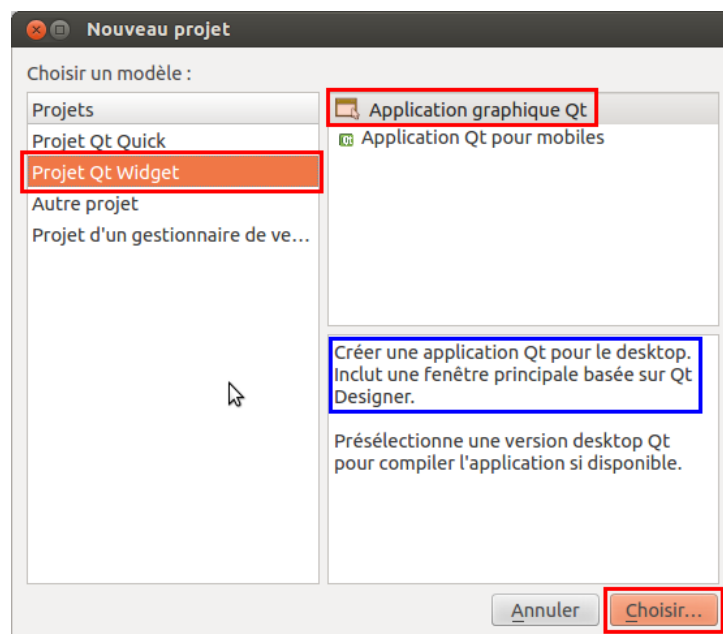 Nouveau projet
Choisir un modèle :
Projets
Projet Qt Quick
Projet Qt Widget
Autre projet
Projet d'un gestionnaire de ve...
Application graphique Qt
Application Qt pour mobiles
Créer une application Qt pour le desktop.
Inclut une fenêtre principale basée sur Qt
Designer.
Présélectionne une version desktop Qt
pour compiler l'application si disponible.
Annuler
Choisir...